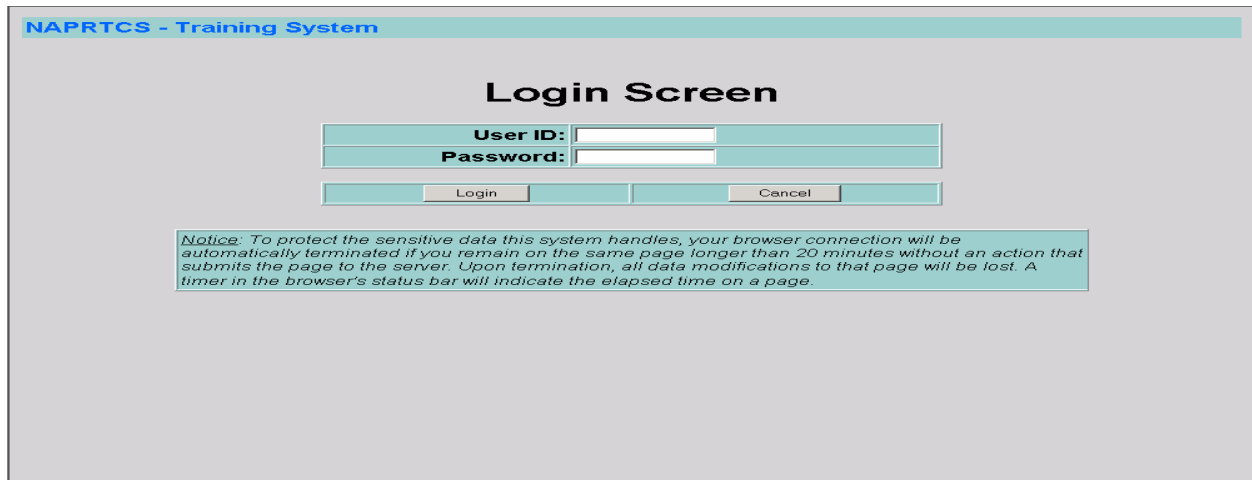 NAPRTCS - Training System
Login Screen
User ID:
Password:
Login Cancel
Notice: To protect the sensitive data this system handles, your browser connection will be
automatically terminated if you remain on the same page longer than 20 minutes without an action that
submits the page to the server. Upon termination, all data modifications to that page will be lost. A
timer in the browser's status bar will indicate the elapsed time on a page.